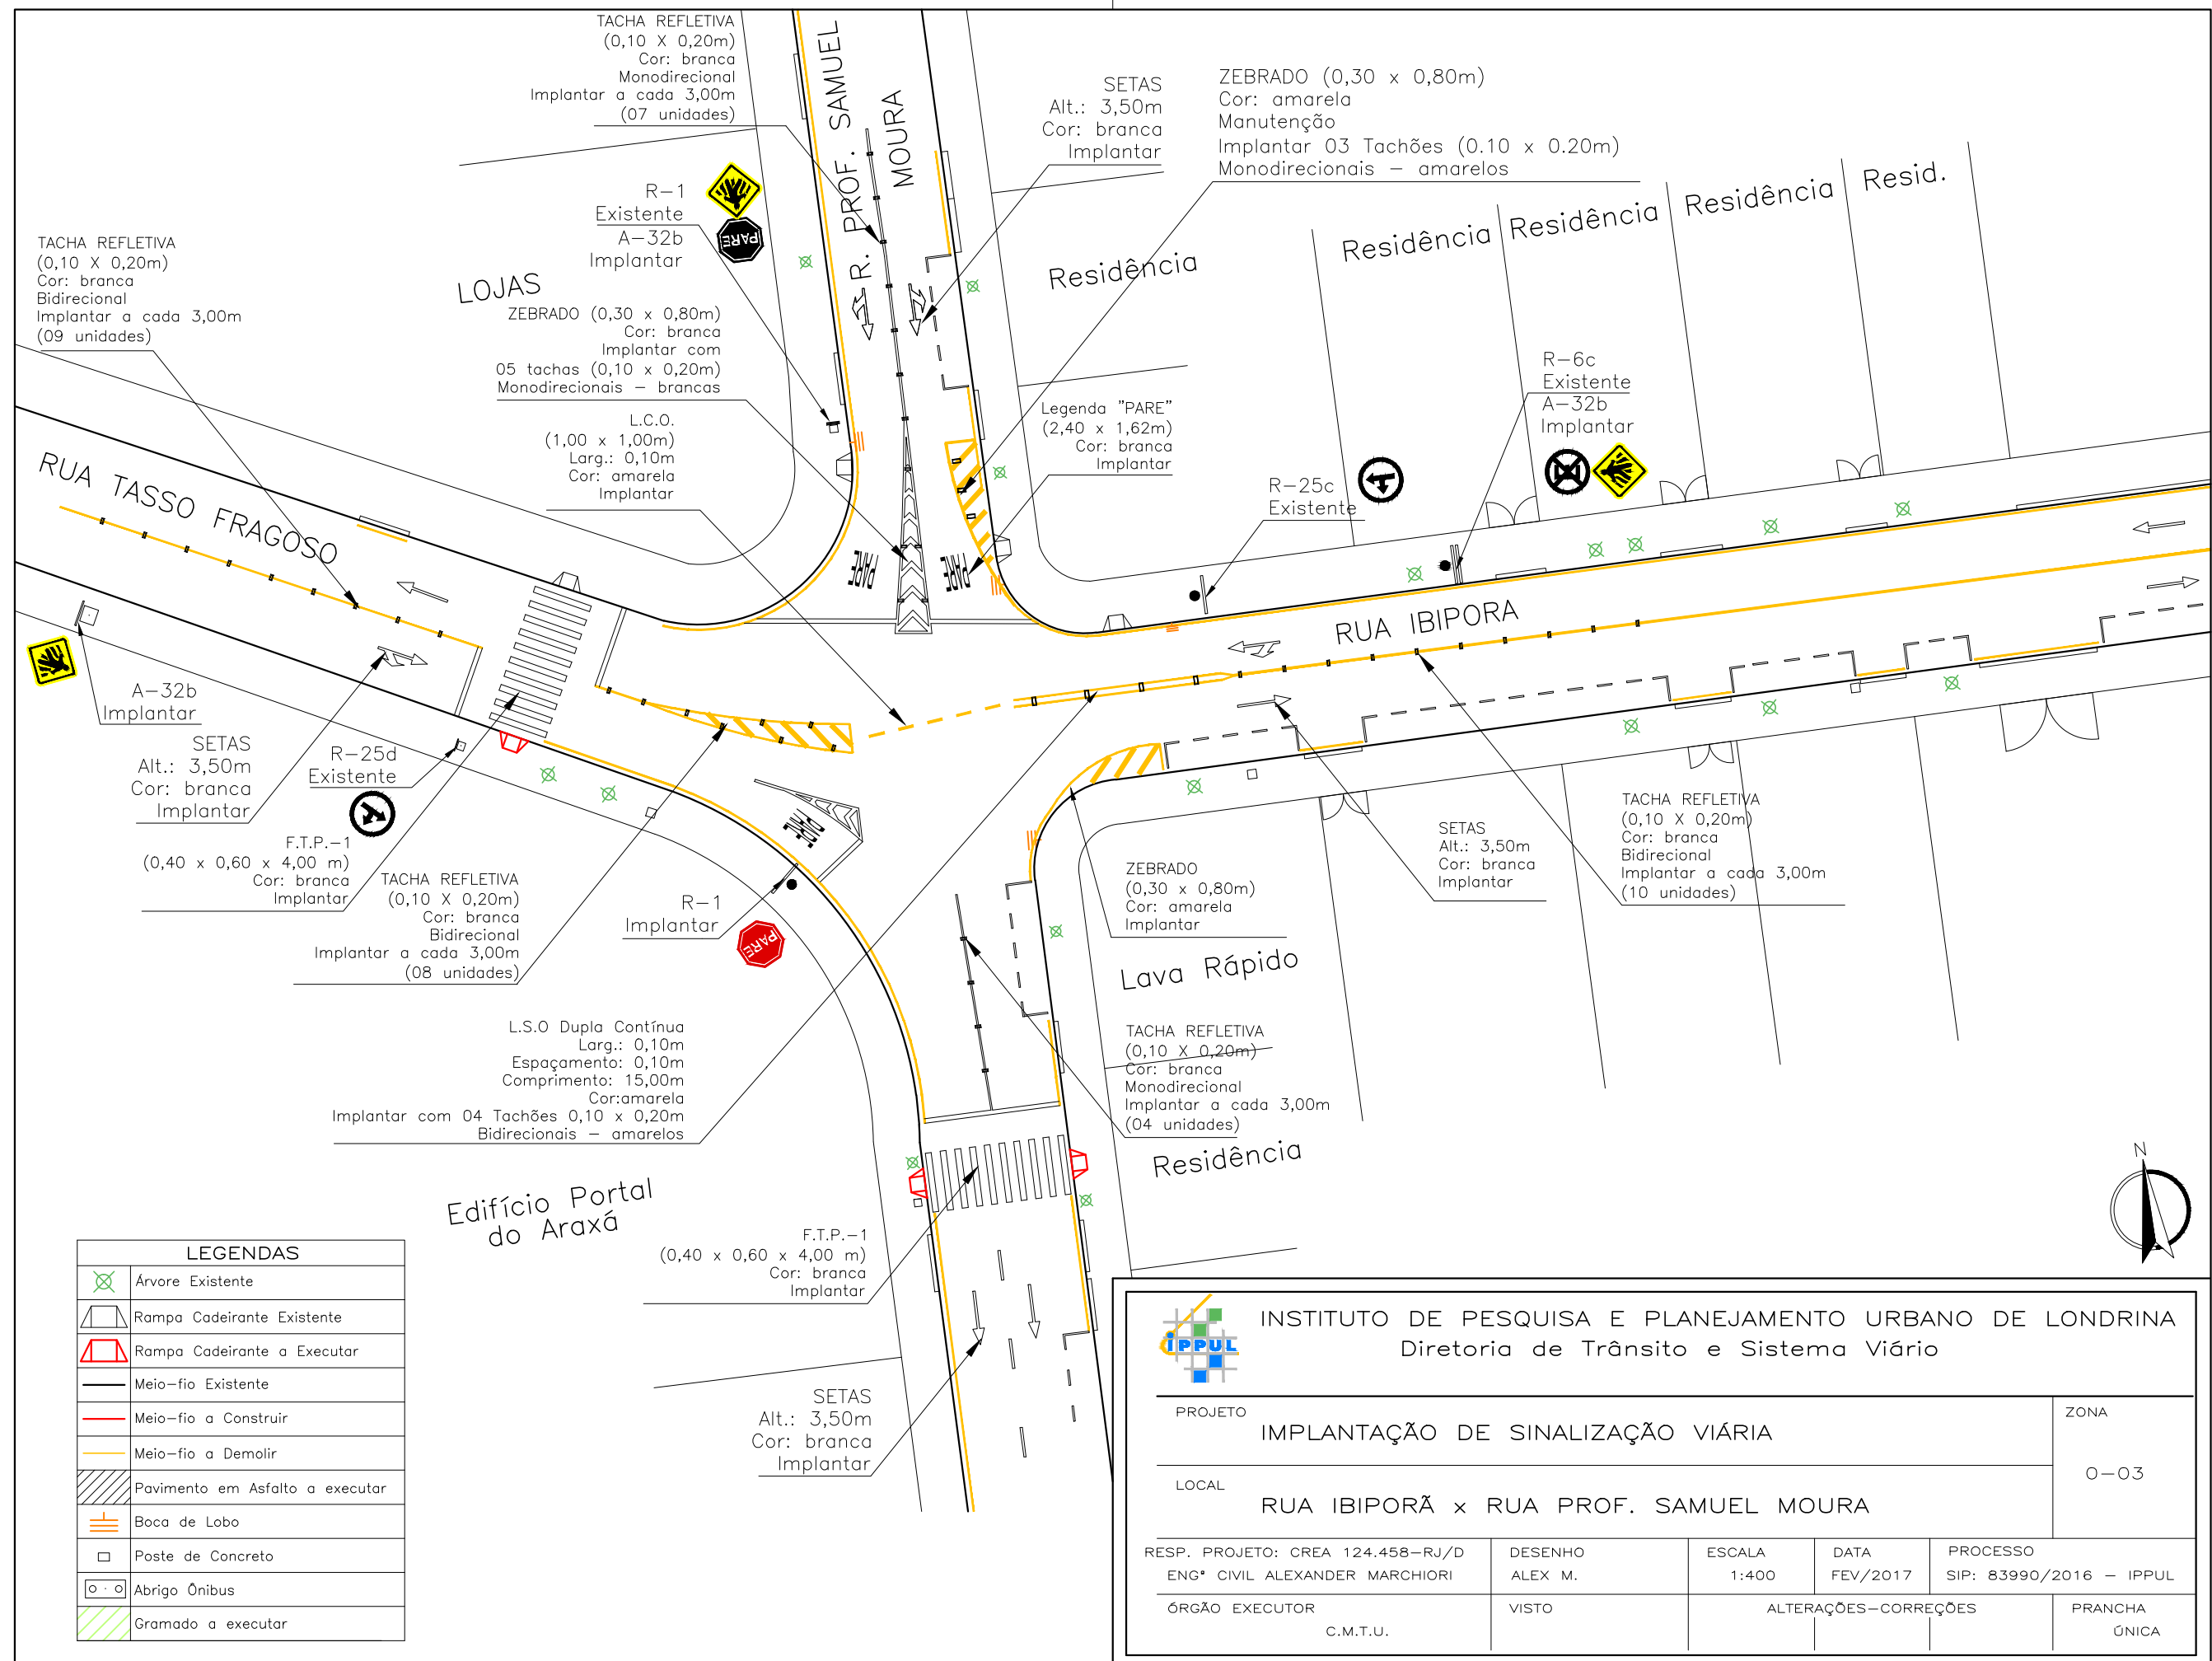 TACHA REFLETIVA
(0,10 X 0,20m)
Cor: branca
Monodirecional
Implantar a cada 3,00m
(07 unidades)
R. PROF. SAMUEL
MOURA
SETAS
Alt.: 3,50m
Cor: branca
Implantar
ZEBRADO (0,30 x 0,80m)
Cor: amarela
Manutenção
Implantar 03 Tachões (0.10 x 0.20m)
Monodirecionais – amarelos
R-1
Existente
A-32b
Implantar
PARE
Residência
Residência
Residência
Residência
Resid.
TACHA REFLETIVA
(0,10 X 0,20m)
Cor: branca
Bidirecional
Implantar a cada 3,00m
(09 unidades)
LOJAS
ZEBRADO (0,30 x 0,80m)
Cor: branca
Implantar com
05 tachas (0,10 x 0,20m)
Monodirecionais – brancas
L.C.O.
(1,00 x 1,00m)
Larg.: 0,10m
Cor: amarela
Implantar
Legenda "PARE"
(2,40 x 1,62m)
Cor: branca
Implantar
R-6c
Existente
A-32b
Implantar
R-25c
Existente
RUA TASSO FRAGOSO
PARE
PARE
RUA IBIPORA
A-32b
Implantar
SETAS
Alt.: 3,50m
Cor: branca
Implantar
R-25d
Existente
F.T.P.-1
(0,40 x 0,60 x 4,00 m)
Cor: branca
Implantar
TACHA REFLETIVA
(0,10 X 0,20m)
Cor: branca
Bidirecional
Implantar a cada 3,00m
(08 unidades)
PARE
R-1
Implantar
PARE
ZEBRADO
(0,30 x 0,80m)
Cor: amarela
Implantar
SETAS
Alt.: 3,50m
Cor: branca
Implantar
TACHA REFLETIVA
(0,10 X 0,20m)
Cor: branca
Bidirecional
Implantar a cada 3,00m
(10 unidades)
Lava Rápido
L.S.O Dupla Contínua
Larg.: 0,10m
Espaçamento: 0,10m
Comprimento: 15,00m
Cor:amarela
Implantar com 04 Tachões 0,10 x 0,20m
Bidirecionais – amarelos
TACHA REFLETIVA
(0,10 X 0,20m)
Cor: branca
Monodirecional
Implantar a cada 3,00m
(04 unidades)
Residência
Edifício Portal
do Araxá
F.T.P.-1
(0,40 x 0,60 x 4,00 m)
Cor: branca
Implantar
SETAS
Alt.: 3,50m
Cor: branca
Implantar
N
LEGENDAS
Árvore Existente
Rampa Cadeirante Existente
Rampa Cadeirante a Executar
Meio-fio Existente
Meio-fio a Construir
Meio-fio a Demolir
Pavimento em Asfalto a executar
Boca de Lobo
Poste de Concreto
Abrigo Ônibus
Gramado a executar
IPPUL
INSTITUTO DE PESQUISA E PLANEJAMENTO URBANO DE LONDRINA
Diretoria de Trânsito e Sistema Viário
PROJETO
IMPLANTAÇÃO DE SINALIZAÇÃO VIÁRIA
ZONA
0-03
LOCAL
RUA IBIPORÃ x RUA PROF. SAMUEL MOURA
RESP. PROJETO: CREA 124.458-RJ/D
ENGº CIVIL ALEXANDER MARCHIORI
DESENHO
ALEX M.
ESCALA
1:400
DATA
FEV/2017
PROCESSO
SIP: 83990/2016 – IPPUL
ÓRGÃO EXECUTOR
C.M.T.U.
VISTO
ALTERAÇÕES-CORREÇÕES
PRANCHA
ÚNICA